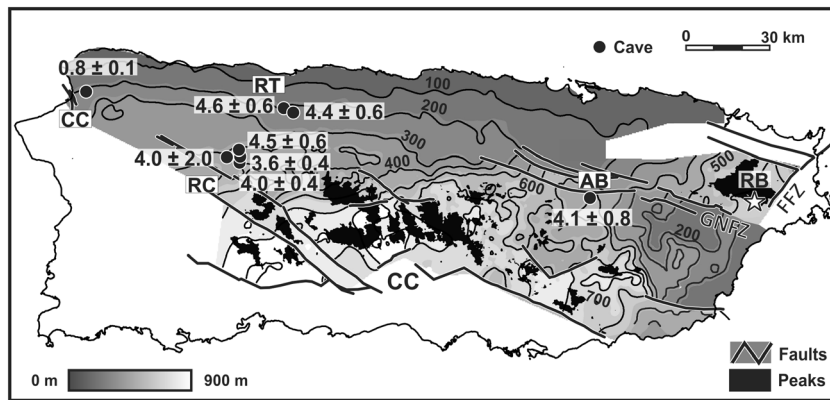 Cave
0 30 km
0.8 ± 0.1
RT
100
4.6 ± 0.6
4.4 ± 0.6
200
CC
300
4.5 ± 0.6
4.0 ± 2.0
3.6 ± 0.4
400
RC
4.0 ± 0.4
500
600
AB
RB
FFZ
4.1 ± 0.8
GNFZ
200
CC
700
0 m 900 m
Faults
Peaks